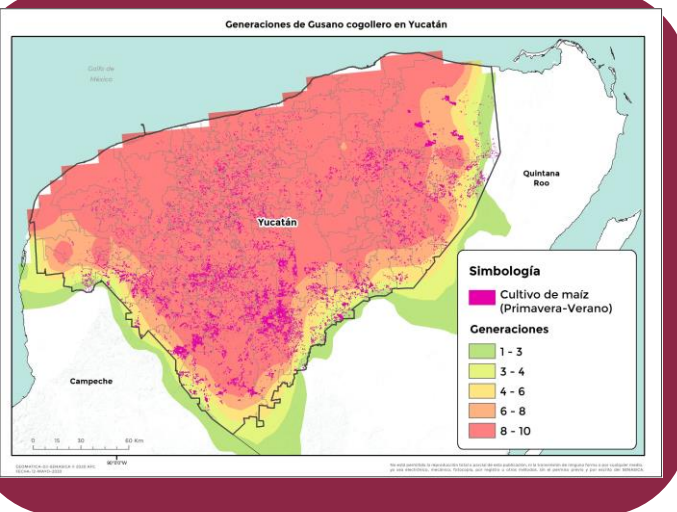 Generaciones de Gusano cogollero en Yucatán
Golfo de
México
Quintana
Roo
Yucatán
Campeche
Simbología
Cultivo de maíz
(Primavera-Verano)
Generaciones
1 - 3
3 - 4
4 - 6
6 - 8
8 - 10
0 15 30 60 Km